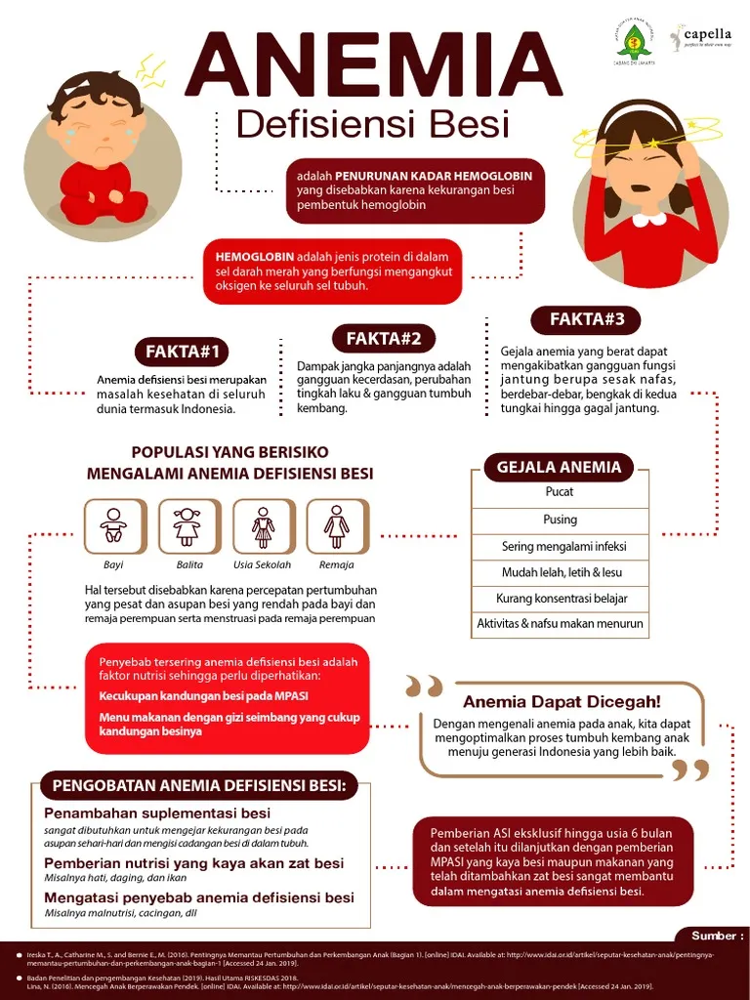 ANEMIA
Defisiensi Besi
CABANG DKI JAKARTA
capella
perfect in their own way
adalah PENURUNAN KADAR HEMOGLOBIN
yang disebabkan karena kekurangan besi
pembentuk hemoglobin
HEMOGLOBIN adalah jenis protein di dalam
sel darah merah yang berfungsi mengangkut
oksigen ke seluruh sel tubuh.
FAKTA#1
Anemia defisiensi besi merupakan
masalah kesehatan di seluruh
dunia termasuk Indonesia.
FAKTA#2
Dampak jangka panjangnya adalah
gangguan kecerdasan, perubahan
tingkah laku & gangguan tumbuh
kembang.
FAKTA#3
Gejala anemia yang berat dapat
mengakibatkan gangguan fungsi
jantung berupa sesak nafas,
berdebar-debar, bengkak di kedua
tungkai hingga gagal jantung.
POPULASI YANG BERISIKO
MENGALAMI ANEMIA DEFISIENSI BESI
Bayi
Balita
Usia Sekolah
Remaja
Hal tersebut disebabkan karena percepatan pertumbuhan
yang pesat dan asupan besi yang rendah pada bayi dan
remaja perempuan serta menstruasi pada remaja perempuan
GEJALA ANEMIA
Pucat
Pusing
Sering mengalami infeksi
Mudah lelah, letih & lesu
Kurang konsentrasi belajar
Aktivitas & nafsu makan menurun
Penyebab tersering anemia defisiensi besi adalah
faktor nutrisi sehingga perlu diperhatikan:
Kecukupan kandungan besi pada MPASI
Menu makanan dengan gizi seimbang yang cukup
kandungan besinya
Anemia Dapat Dicegah!
Dengan mengenali anemia pada anak, kita dapat
mengoptimalkan proses tumbuh kembang anak
menuju generasi Indonesia yang lebih baik.
PENGOBATAN ANEMIA DEFISIENSI BESI:
Penambahan suplementasi besi
sangat dibutuhkan untuk mengejar kekurangan besi pada
asupan sehari-hari dan mengisi cadangan besi di dalam tubuh.
Pemberian nutrisi yang kaya akan zat besi
Misalnya hati, daging, dan ikan
Mengatasi penyebab anemia defisiensi besi
Misalnya malnutrisi, cacingan, dll
Pemberian ASI eksklusif hingga usia 6 bulan
dan setelah itu dilanjutkan dengan pemberian
MPASI yang kaya besi maupun makanan yang
telah ditambahkan zat besi sangat membantu
dalam mengatasi anemia defisiensi besi.
Sumber :
Ireska T., A., Catharine M., S. and Bernie E., M. (2016). Pentingnya Memantau Pertumbuhan dan Perkembangan Anak (Bagian 1). [online] IDAI. Available at: http://www.idai.or.id/artikel/seputar-kesehatan-anak/pentingnya-
memantau-pertumbuhan-dan-perkembangan-anak-bagian-1 [Accessed 24 Jan. 2019].
Badan Penelitian dan pengembangan Kesehatan (2019). Hasil Utama RISKESDAS 2018.
Lina, N. (2016). Mencegah Anak Berperawakan Pendek. [online] IDAI. Available at: http://www.idai.or.id/artikel/seputar-kesehatan-anak/mencegah-anak-berperawakan-pendek [Accessed 24 Jan. 2019].